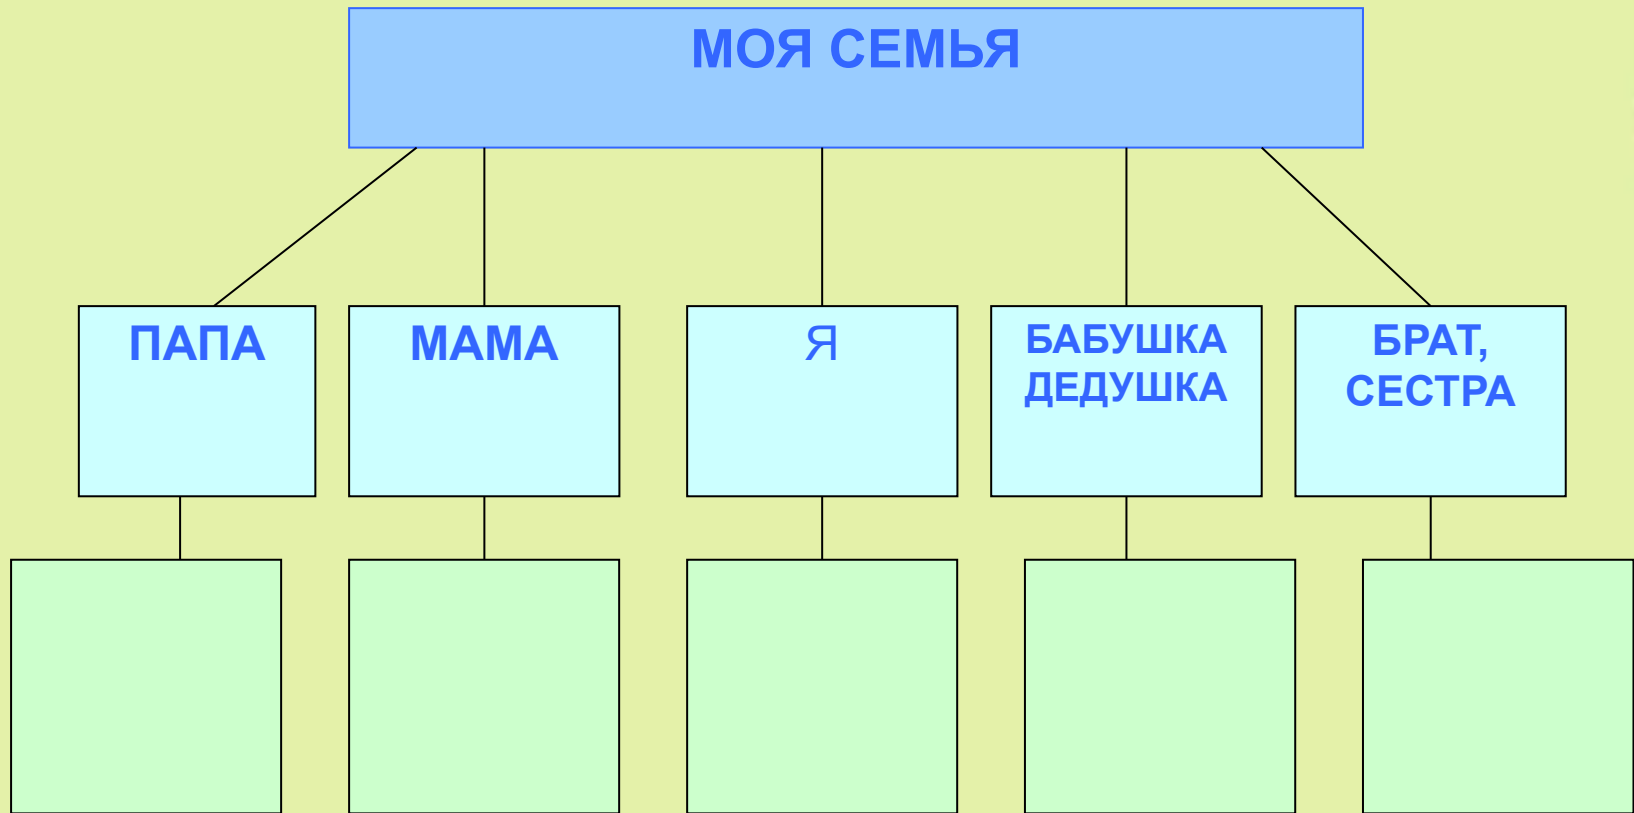 МОЯ СЕМЬЯ
ПАПА
МАМА
Я
БАБУШКА
ДЕДУШКА
БРАТ,
СЕСТРА